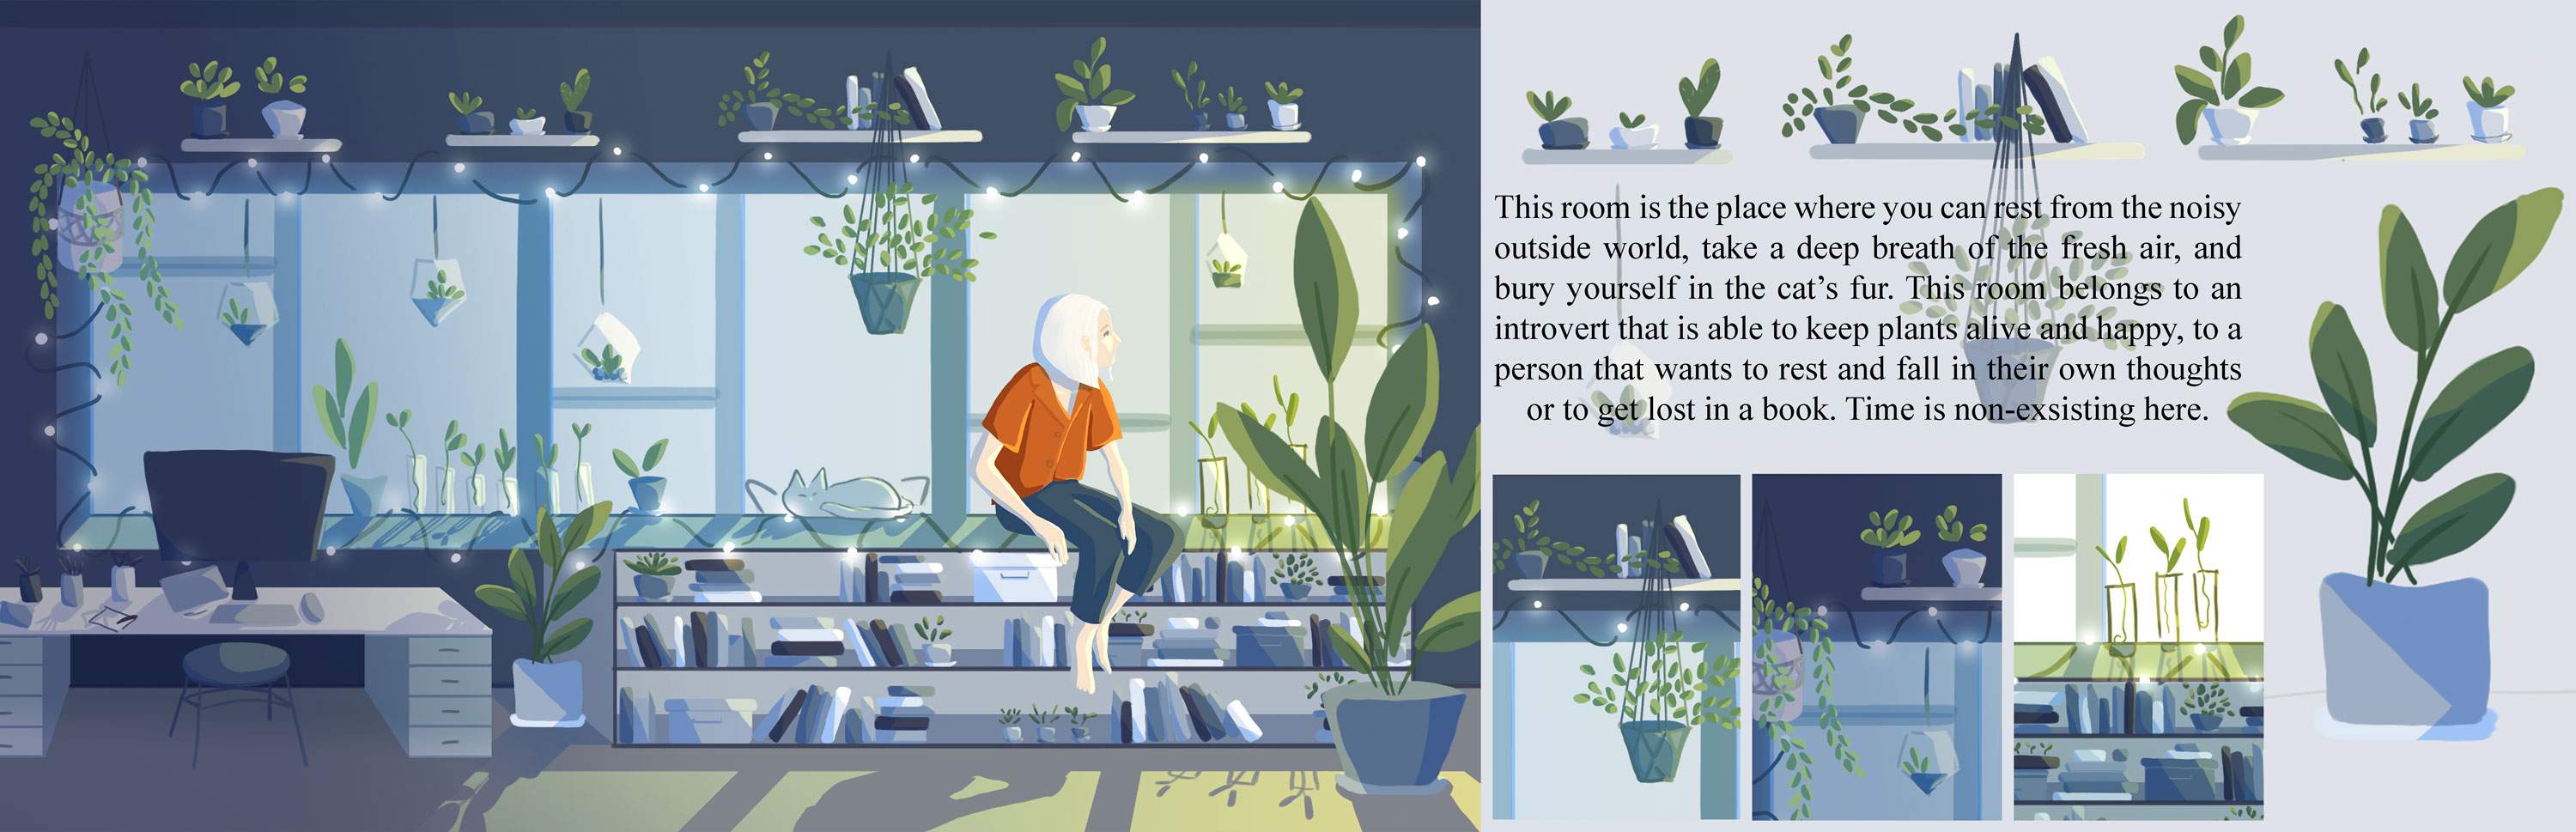 This room is the place where you can rest from the noisy
outside world, take a deep breath of the fresh air, and
bury yourself in the cat’s fur. This room belongs to an
introvert that is able to keep plants alive and happy, to a
person that wants to rest and fall in their own thoughts
or to get lost in a book. Time is non-exsisting here.